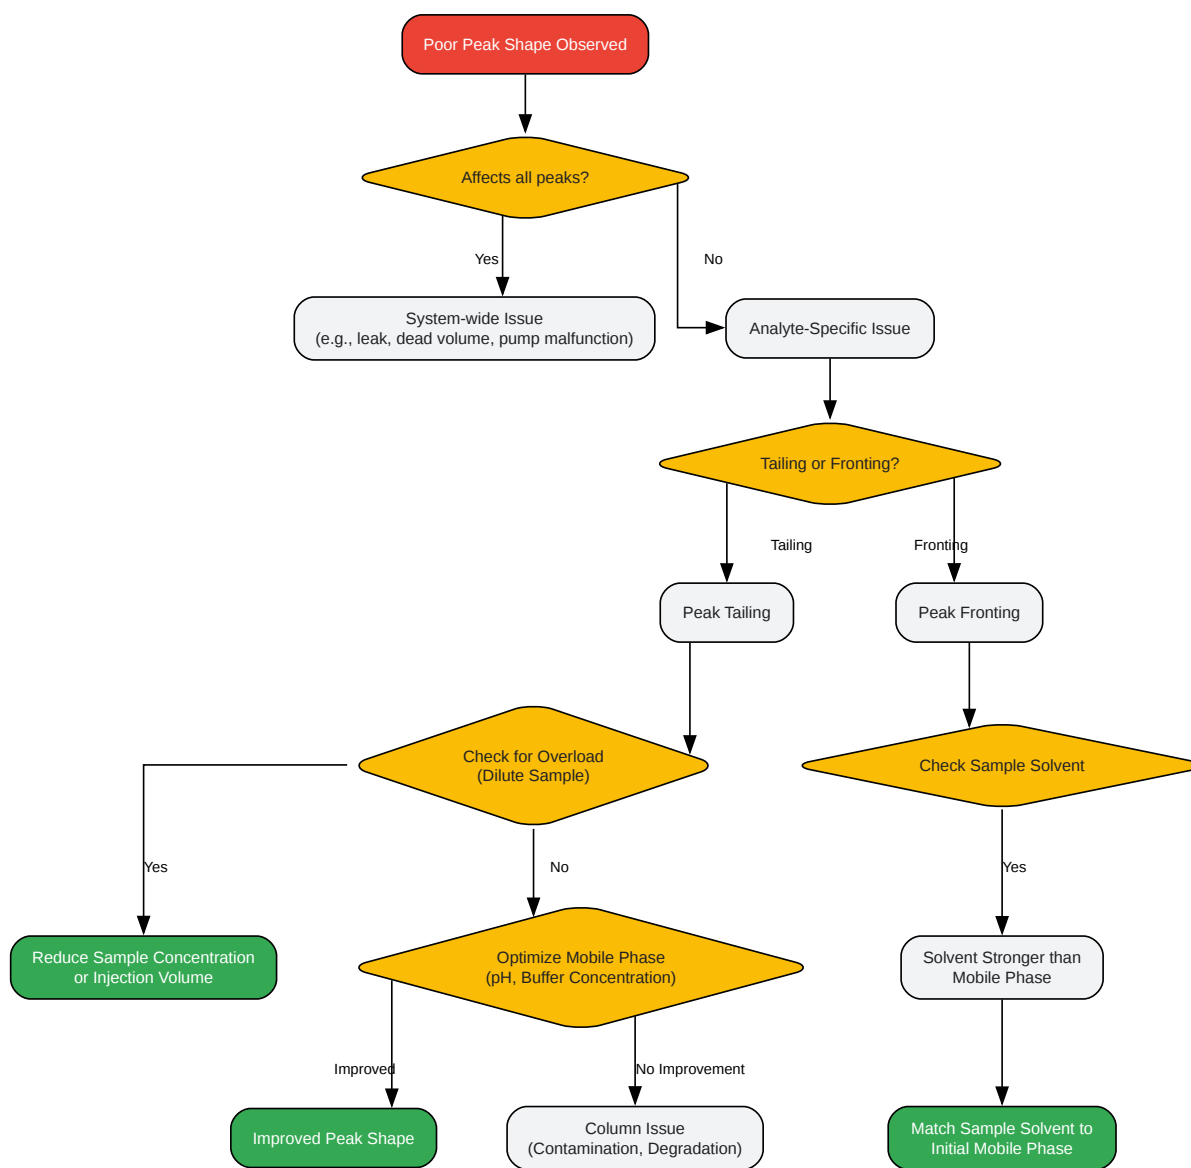 Poor Peak Shape Observed
Affects all peaks?
Yes
No
System-wide Issue
(e.g., leak, dead volume, pump malfunction)
Analyte-Specific Issue
Tailing or Fronting?
Tailing
Fronting
Peak Tailing
Peak Fronting
Check for Overload
(Dilute Sample)
Check Sample Solvent
Yes
No
Yes
Reduce Sample Concentration
or Injection Volume
Optimize Mobile Phase
(pH, Buffer Concentration)
Solvent Stronger than
Mobile Phase
Improved
No Improvement
Improved Peak Shape
Column Issue
(Contamination, Degradation)
Match Sample Solvent to
Initial Mobile Phase